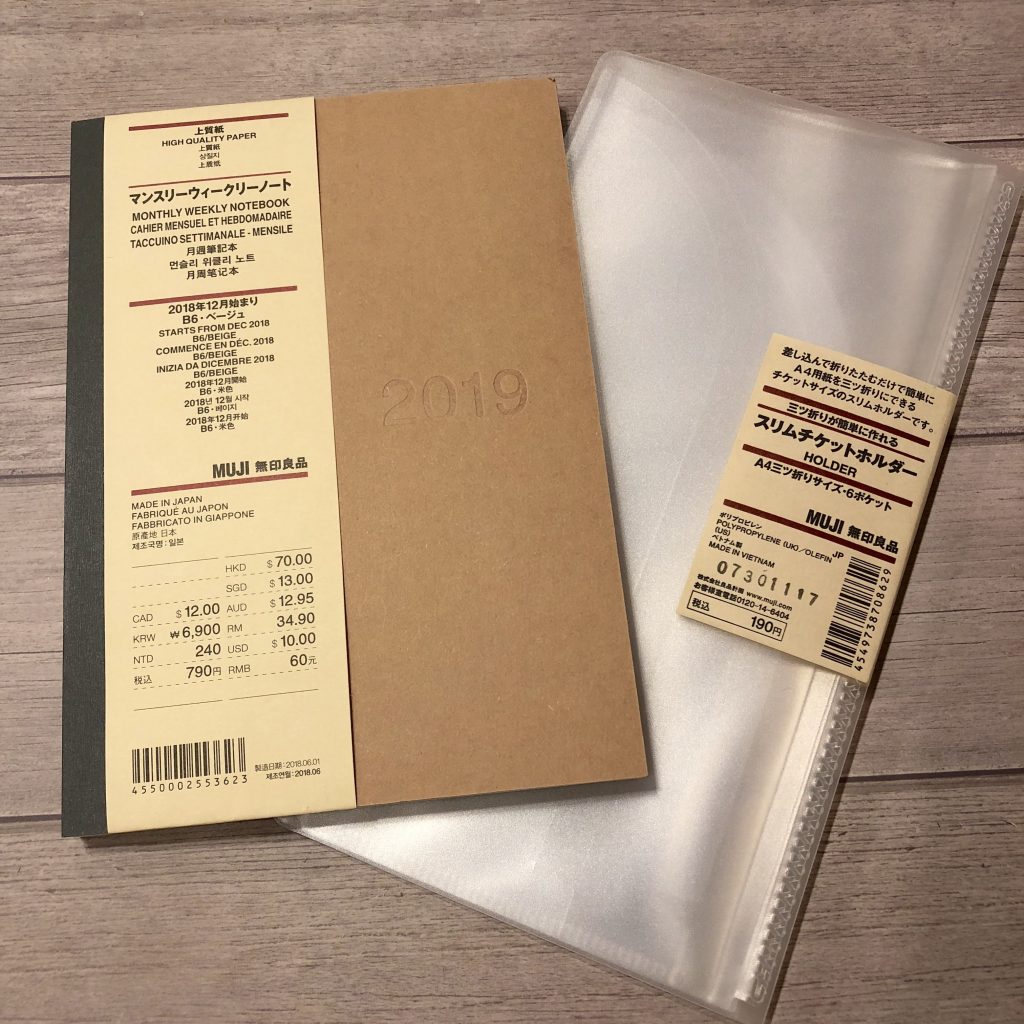 上質紙
HIGH QUALITY PAPER
上質紙
상질지
上质纸
マンスリーウィークリーノート
MONTHLY WEEKLY NOTEBOOK
CAHIER MENSUEL ET HEBDOMADAIRE
TACCUINO SETTIMANALE - MENSILE
月週筆記本
먼슬리 위클리 노트
月周笔记本
2018年12月始まり
B6・ベージュ
STARTS FROM DEC 2018
B6/BEIGE
COMMENCE EN DÉC. 2018
B6/BEIGE
INIZIA DA DICEMBRE 2018
B6/BEIGE
2018年12月開始
B6・米色
2018년 12월 시작
B6・베이지
2018年12月开始
B6・米色
MUJI 無印良品
MADE IN JAPAN
FABRIQUÉ AU JAPON
FABBRICATO IN GIAPPONE
原產地 日本
제조국명 : 일본
HKD $ 70.00
SGD $ 13.00
CAD $ 12.00 AUD $ 12.95
KRW ₩ 6,900 RM 34.90
NTD 240 USD $ 10.00
税込 790円 RMB 60元
4550002553623
製造日期 : 2018.06.01
제조연월 : 2018.06
2019
差し込んで折りたたむだけで簡単に
A4用紙を三ツ折りにできる
チケットサイズのスリムホルダーです。
三ツ折りが簡単に作れる
スリムチケットホルダー
HOLDER
A4三ツ折りサイズ・6ポケット
MUJI 無印良品
ポリプロピレン JP
POLYPROPYLENE (UK)／OLEFIN
(US)
ベトナム製
MADE IN VIETNAM
07301117
株式会社良品計画 www.muji.com
お客様室電話0120-14-6404
税込
190円
4549738708629